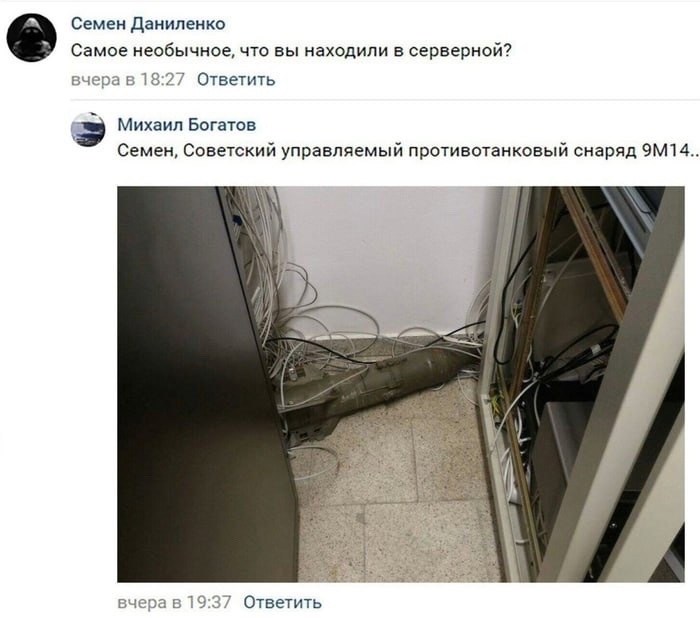 Семен Даниленко
Самое необычное, что вы находили в серверной?
вчера в 18:27 Ответить
Михаил Богатов
Семен, Советский управляемый противотанковый снаряд 9М14..
вчера в 19:37 Ответить